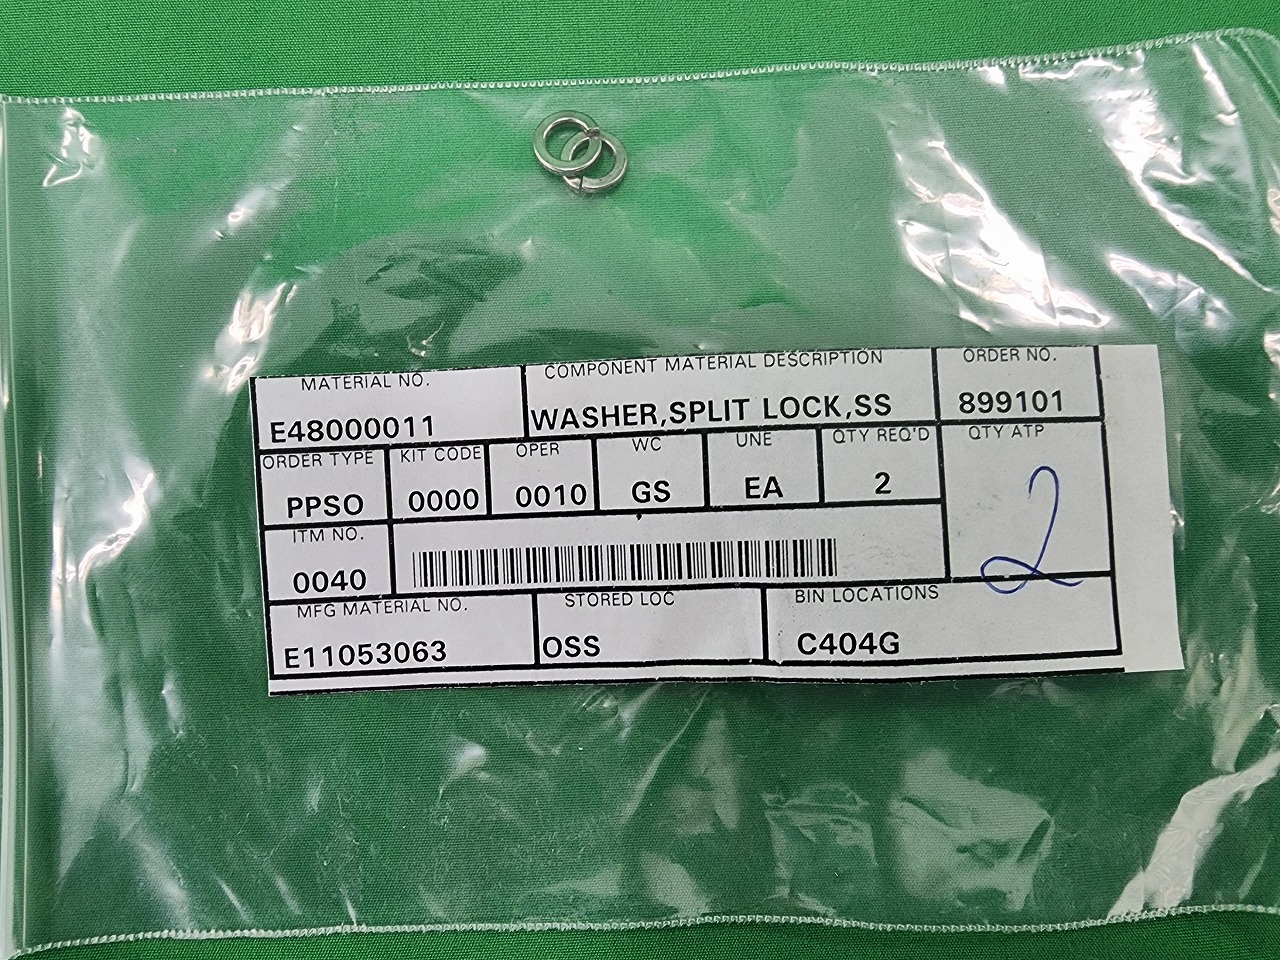 MATERIAL NO. COMPONENT MATERIAL DESCRIPTION ORDER NO.
E48000011 WASHER,SPLIT LOCK,SS 899101
ORDER TYPE KIT CODE OPER WC UNE QTY REQ'D QTY ATP
PPSO 0000 0010 GS EA 2 2
ITM NO.
0040
MFG MATERIAL NO. STORED LOC BIN LOCATIONS
E11053063 OSS C404G